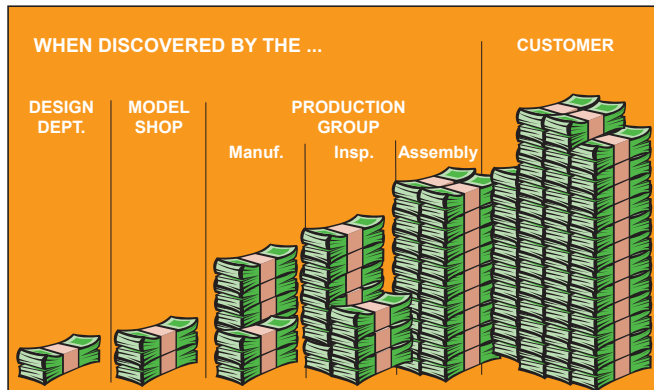 WHEN DISCOVERED BY THE ...
CUSTOMER
DESIGN
DEPT.
MODEL
SHOP
PRODUCTION
GROUP
Manuf.
Insp.
Assembly